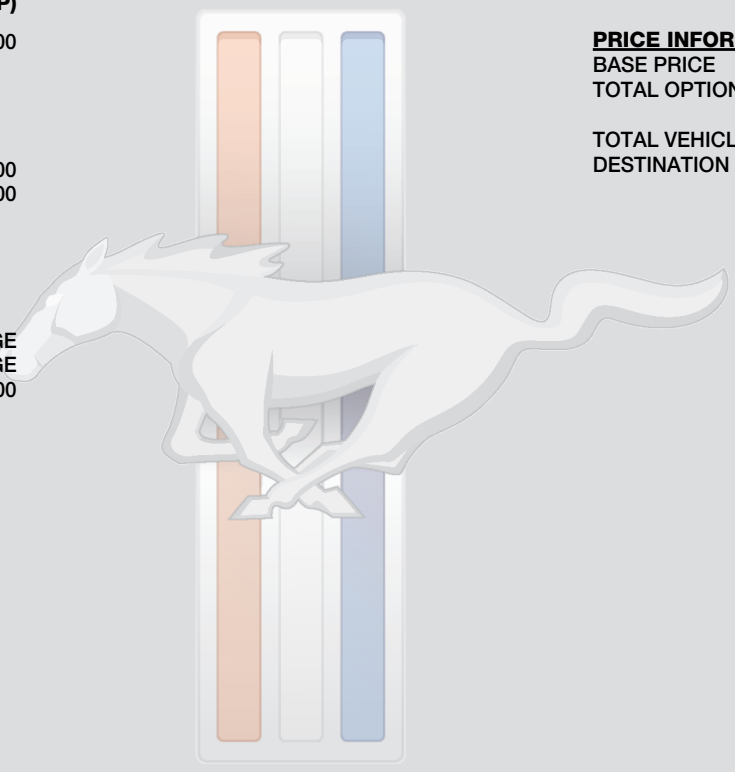 P)
00
00
00
GE
GE
00
PRICE INFOR
BASE PRICE
TOTAL OPTION
TOTAL VEHICL
DESTINATION